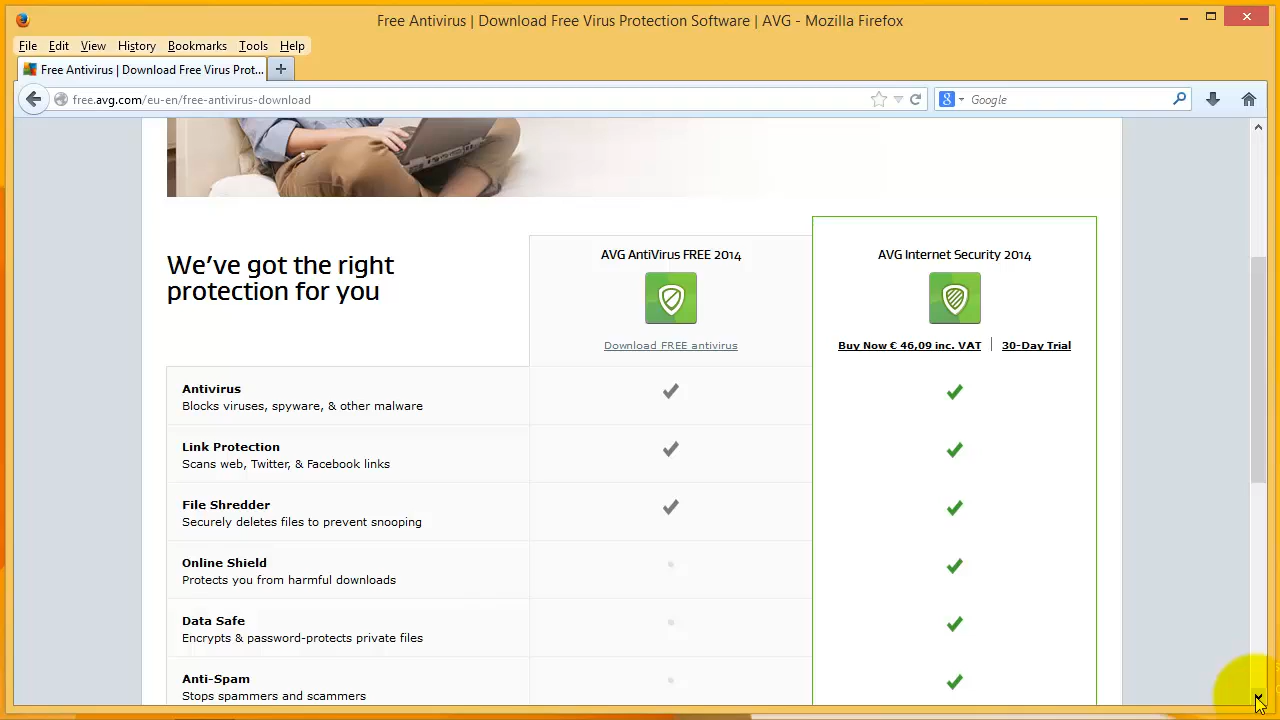 Free Antivirus | Download Free Virus Protection Software | AVG - Mozilla Firefox
File Edit View History Bookmarks Tools Help
Free Antivirus | Download Free Virus Prot...
free.avg.com/eu-en/free-antivirus-download
8 Google
We've got the right
protection for you
AVG AntiVirus FREE 2014
Download FREE antivirus
AVG Internet Security 2014
Buy Now € 46,09 inc. VAT | 30-Day Trial
Antivirus
Blocks viruses, spyware, & other malware
Link Protection
Scans web, Twitter, & Facebook links
File Shredder
Securely deletes files to prevent snooping
Online Shield
Protects you from harmful downloads
Data Safe
Encrypts & password-protects private files
Anti-Spam
Stops spammers and scammers